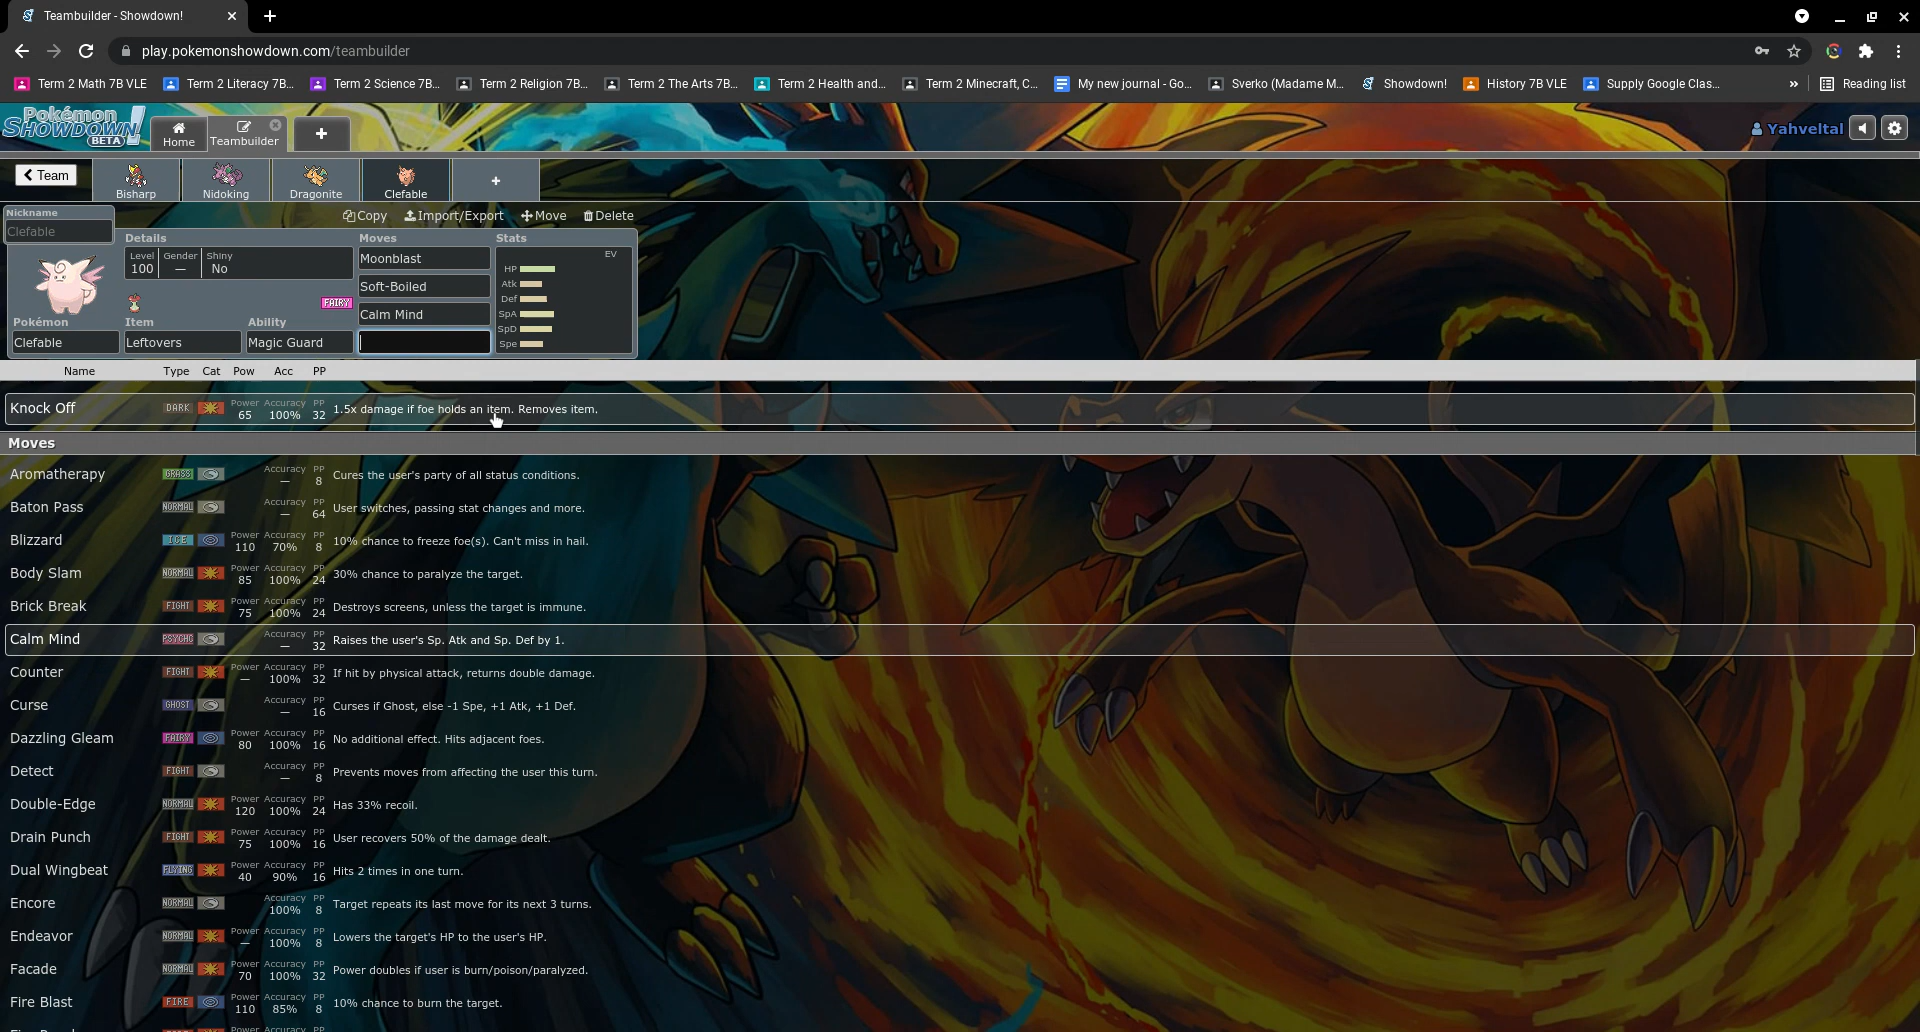 Teambuilder - Showdown!
play.pokemonshowdown.com/teambuilder
Term 2 Math 7B VLE
Term 2 Literacy 7B...
Term 2 Science 7B...
Term 2 Religion 7B...
Term 2 The Arts 7B...
Term 2 Health and...
Term 2 Minecraft, C...
My new journal - Go...
Sverko (Madame M...
Showdown!
History 7B VLE
Supply Google Clas...
»
Reading list
Pokémon
SHOWDOWN!
BETA
Home
Teambuilder
Yahveltal
Team
Bisharp
Nidoking
Dragonite
Clefable
Copy
Import/Export
Move
Delete
Nickname
Clefable
Details
Level
100
Gender
—
Shiny
No
FAIRY
Pokémon
Clefable
Item
Leftovers
Ability
Magic Guard
Moves
Moonblast
Soft-Boiled
Calm Mind
Stats
EV
HP
Atk
Def
SpA
SpD
Spe
Name Type Cat Pow Acc PP
Knock Off DARK Power 65 Accuracy 100% PP 32 1.5x damage if foe holds an item. Removes item.
Moves
Aromatherapy GRASS Accuracy — PP 8 Cures the user's party of all status conditions.
Baton Pass NORMAL Accuracy — PP 64 User switches, passing stat changes and more.
Blizzard ICE Power 110 Accuracy 70% PP 8 10% chance to freeze foe(s). Can't miss in hail.
Body Slam NORMAL Power 85 Accuracy 100% PP 24 30% chance to paralyze the target.
Brick Break FIGHT Power 75 Accuracy 100% PP 24 Destroys screens, unless the target is immune.
Calm Mind PSYCHC Accuracy — PP 32 Raises the user's Sp. Atk and Sp. Def by 1.
Counter FIGHT Power — Accuracy 100% PP 32 If hit by physical attack, returns double damage.
Curse GHOST Accuracy — PP 16 Curses if Ghost, else -1 Spe, +1 Atk, +1 Def.
Dazzling Gleam FAIRY Power 80 Accuracy 100% PP 16 No additional effect. Hits adjacent foes.
Detect FIGHT Accuracy — PP 8 Prevents moves from affecting the user this turn.
Double-Edge NORMAL Power 120 Accuracy 100% PP 24 Has 33% recoil.
Drain Punch FIGHT Power 75 Accuracy 100% PP 16 User recovers 50% of the damage dealt.
Dual Wingbeat FLYING Power 40 Accuracy 90% PP 16 Hits 2 times in one turn.
Encore NORMAL Accuracy 100% PP 8 Target repeats its last move for its next 3 turns.
Endeavor NORMAL Power — Accuracy 100% PP 8 Lowers the target's HP to the user's HP.
Facade NORMAL Power 70 Accuracy 100% PP 32 Power doubles if user is burn/poison/paralyzed.
Fire Blast FIRE Power 110 Accuracy 85% PP 8 10% chance to burn the target.
Power Accuracy PP